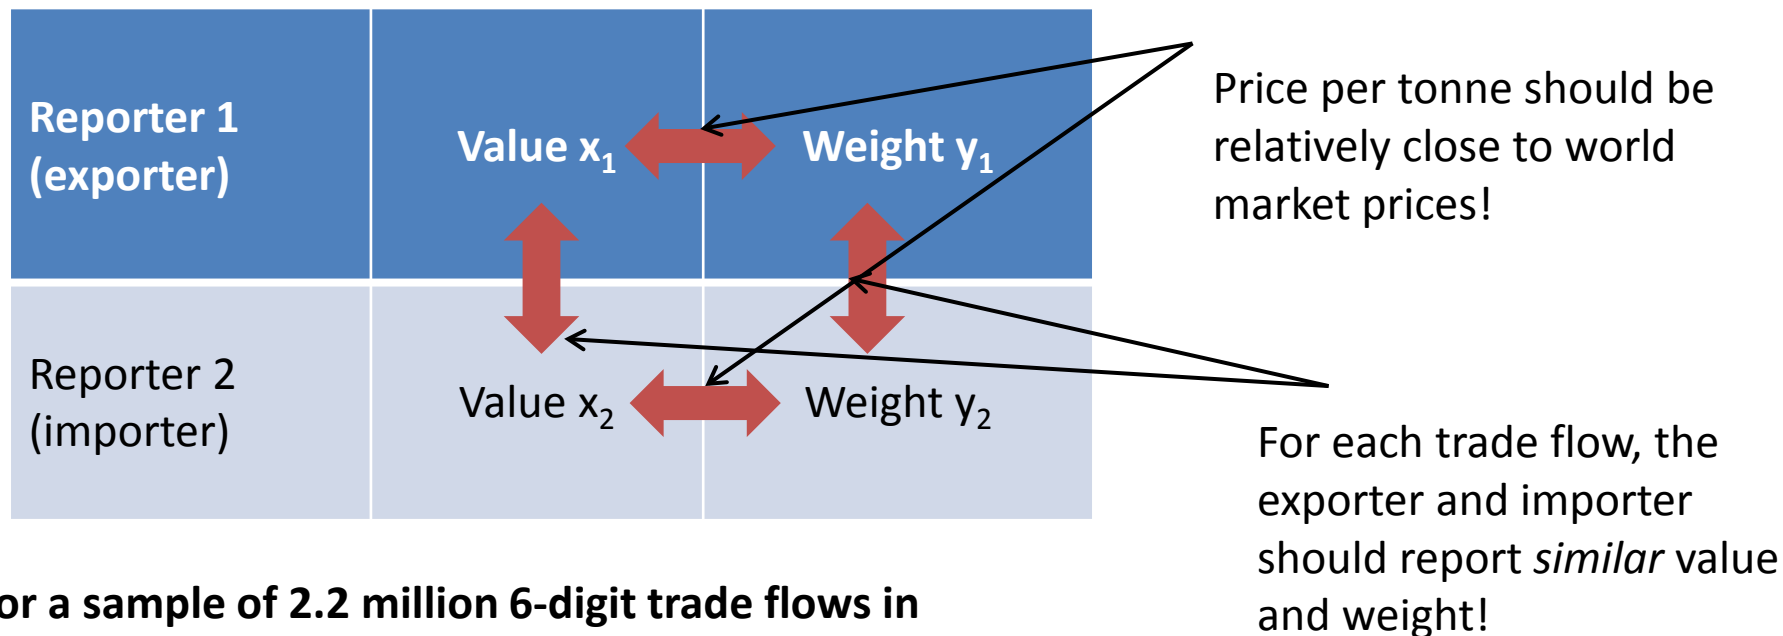 Reporter 1
(exporter)
Value x₁
Weight y₁
Price per tonne should be
relatively close to world
market prices!
Reporter 2
(importer)
Value x₂
Weight y₂
For each trade flow, the
exporter and importer
should report similar value
and weight!
or a sample of 2.2 million 6-digit trade flows in